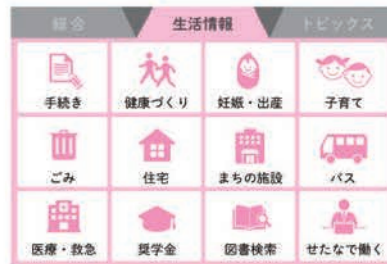 総合 生活情報 トピックス
手続き 健康づくり 妊娠・出産 子育て
ごみ 住宅 まちの施設 バス
医療・救急 奨学金 図書検索 せたなで働く